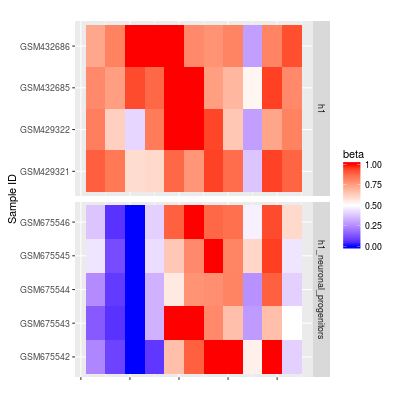 GSM432686
GSM432685
GSM429322
GSM429321
h1
GSM675546
GSM675545
GSM675544
GSM675543
GSM675542
h1_neuronal_progenitors
Sample ID
beta
1.00
0.75
0.50
0.25
0.00